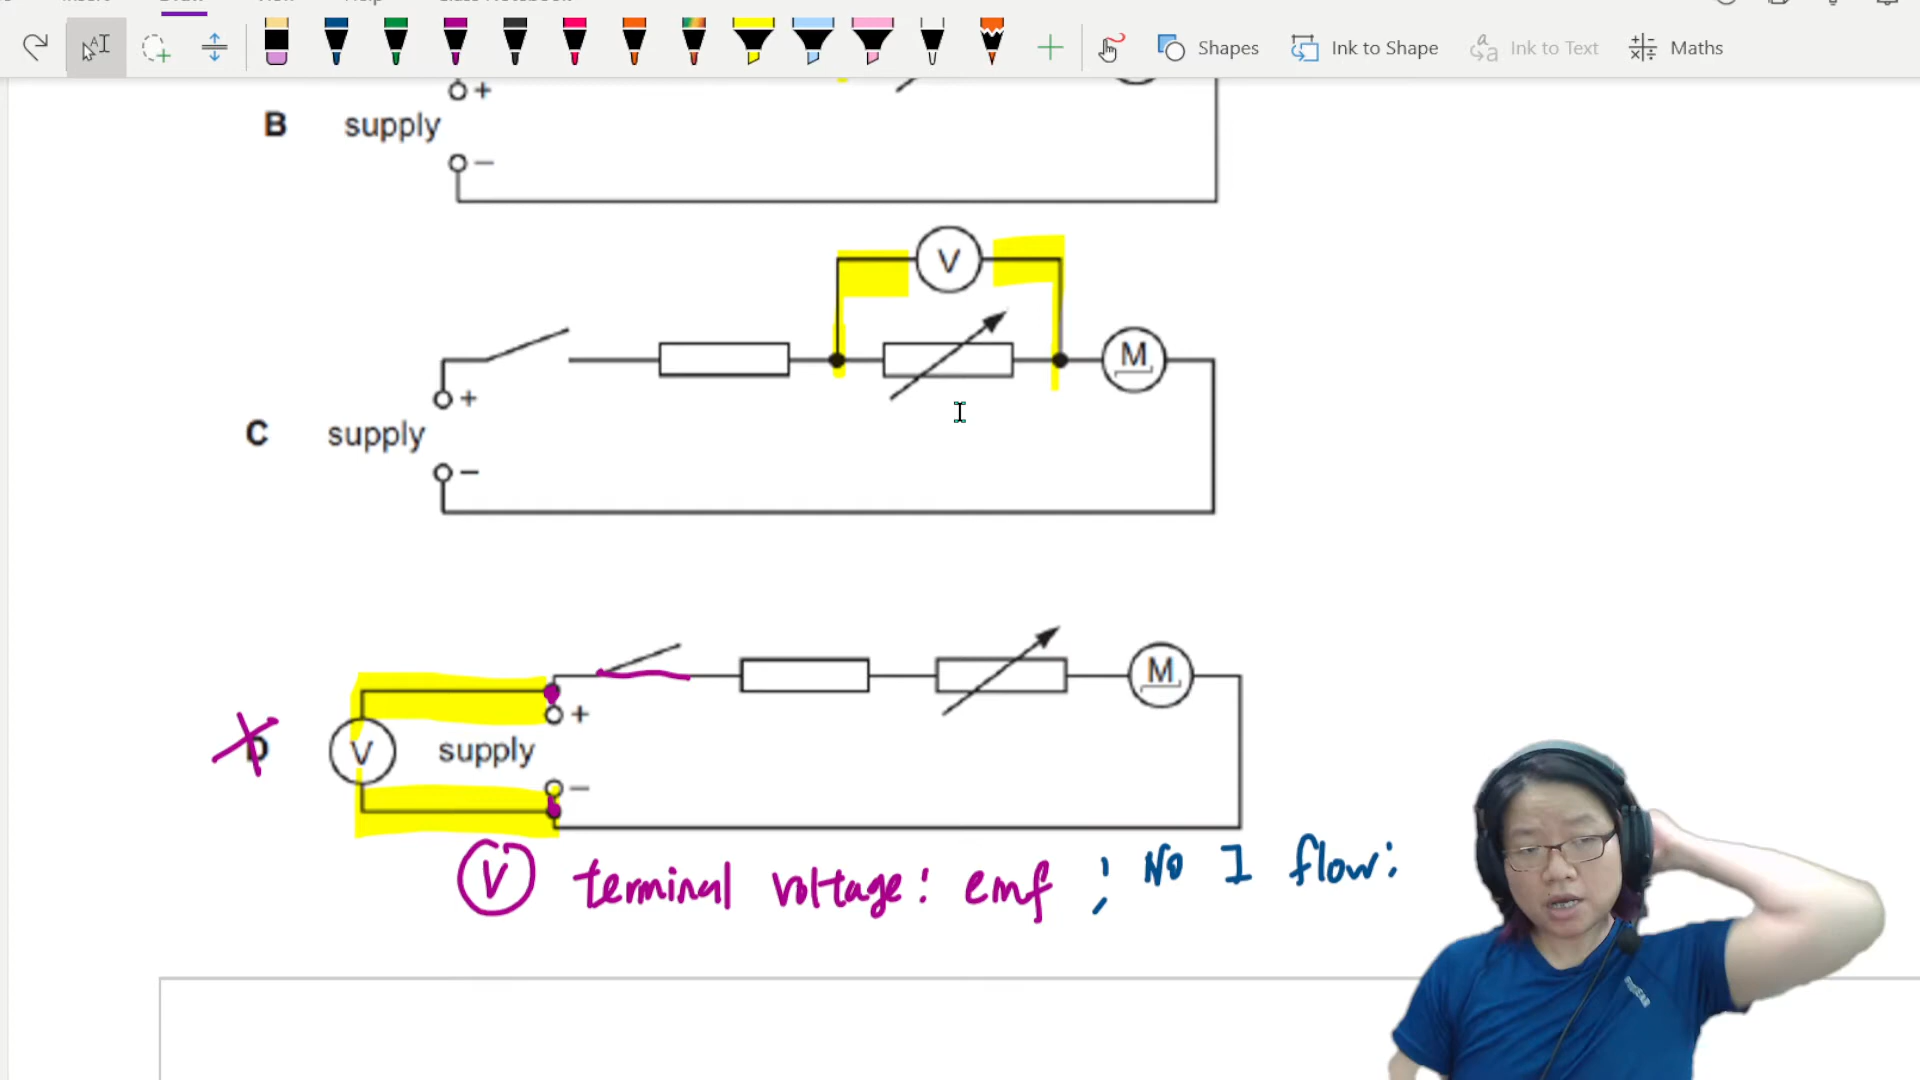 Shapes Ink to Shape Ink to Text Maths
+
B supply
−
V
M
+
C supply
−
M
+
D V supply
−
V terminal voltage: emf ; No I flow: